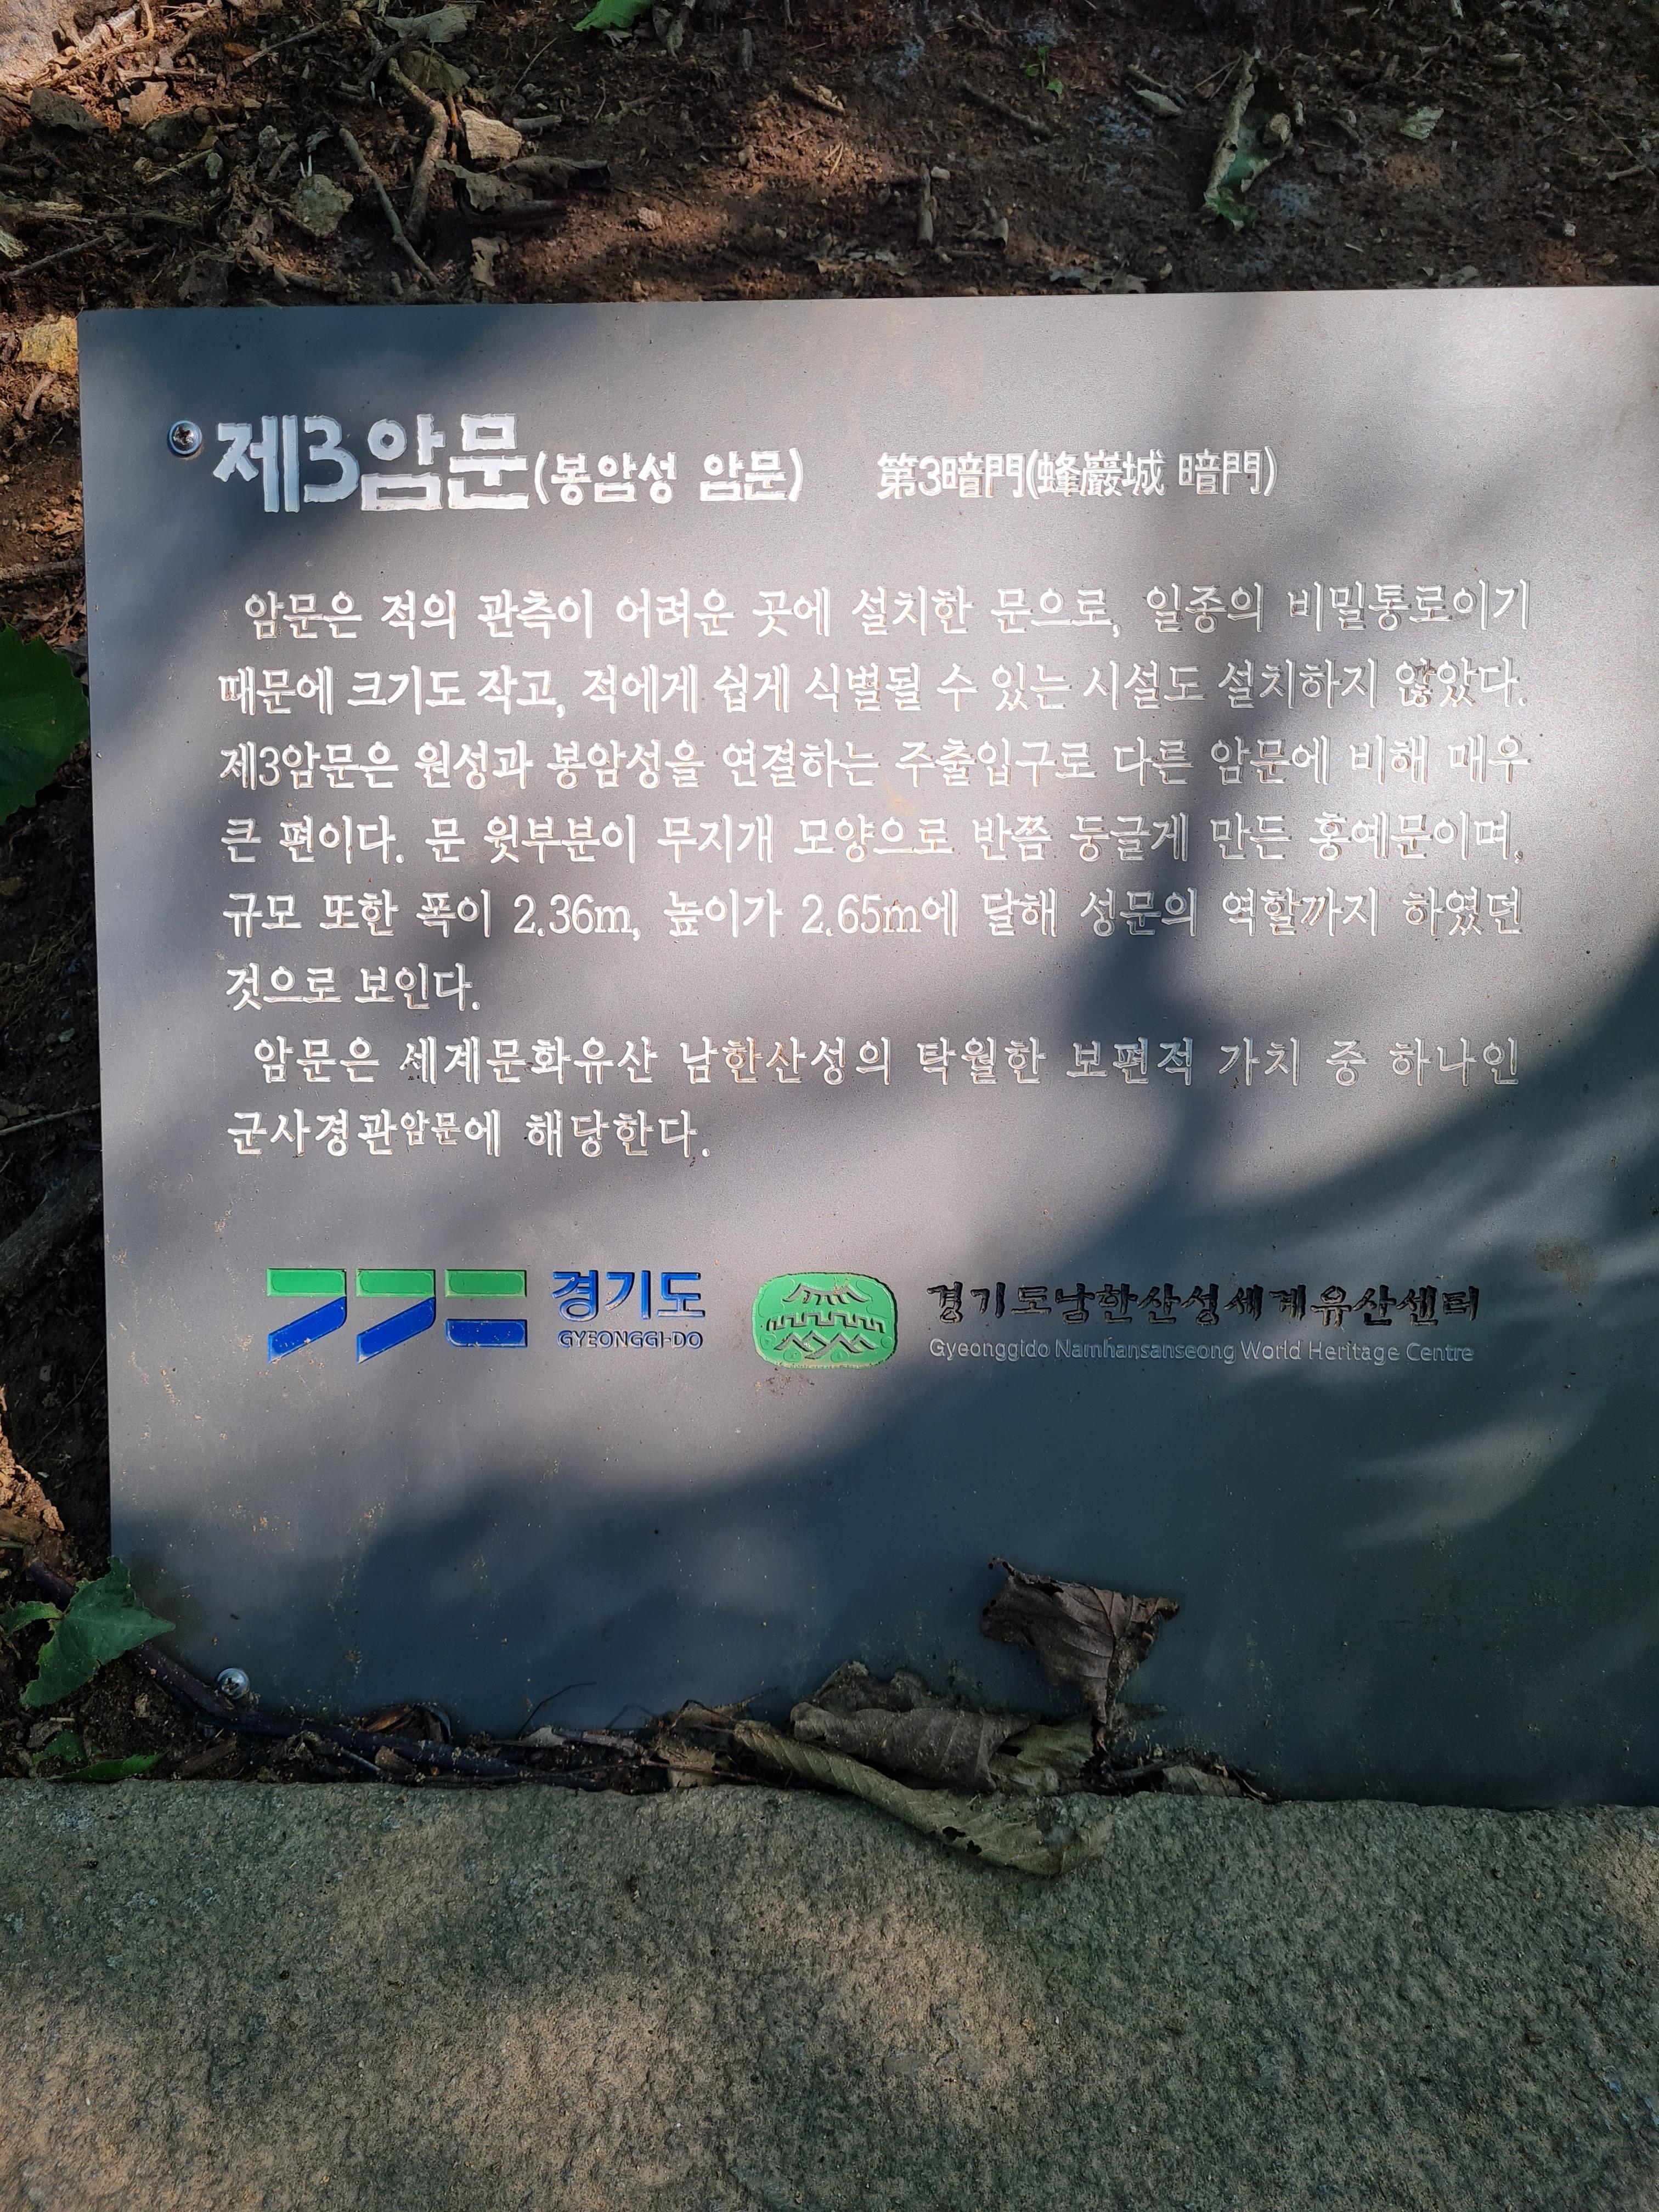 제3암문(봉암성 암문) 第3暗門(蜂巖城 暗門)
암문은 적의 관측이 어려운 곳에 설치한 문으로, 일종의 비밀통로이기
때문에 크기도 작고, 적에게 쉽게 식별될 수 있는 시설도 설치하지 않았다.
제3암문은 원성과 봉암성을 연결하는 주출입구로 다른 암문에 비해 매우
큰 편이다. 문 윗부분이 무지개 모양으로 반쯤 둥글게 만든 홍예문이며,
규모 또한 폭이 2.36m, 높이가 2.65m에 달해 성문의 역할까지 하였던
것으로 보인다.
암문은 세계문화유산 남한산성의 탁월한 보편적 가치 중 하나인
군사경관암문에 해당한다.
경기도
GYEONGGI-DO
경기도남한산성세계유산센터
Gyeonggido Namhansanseong World Heritage Centre